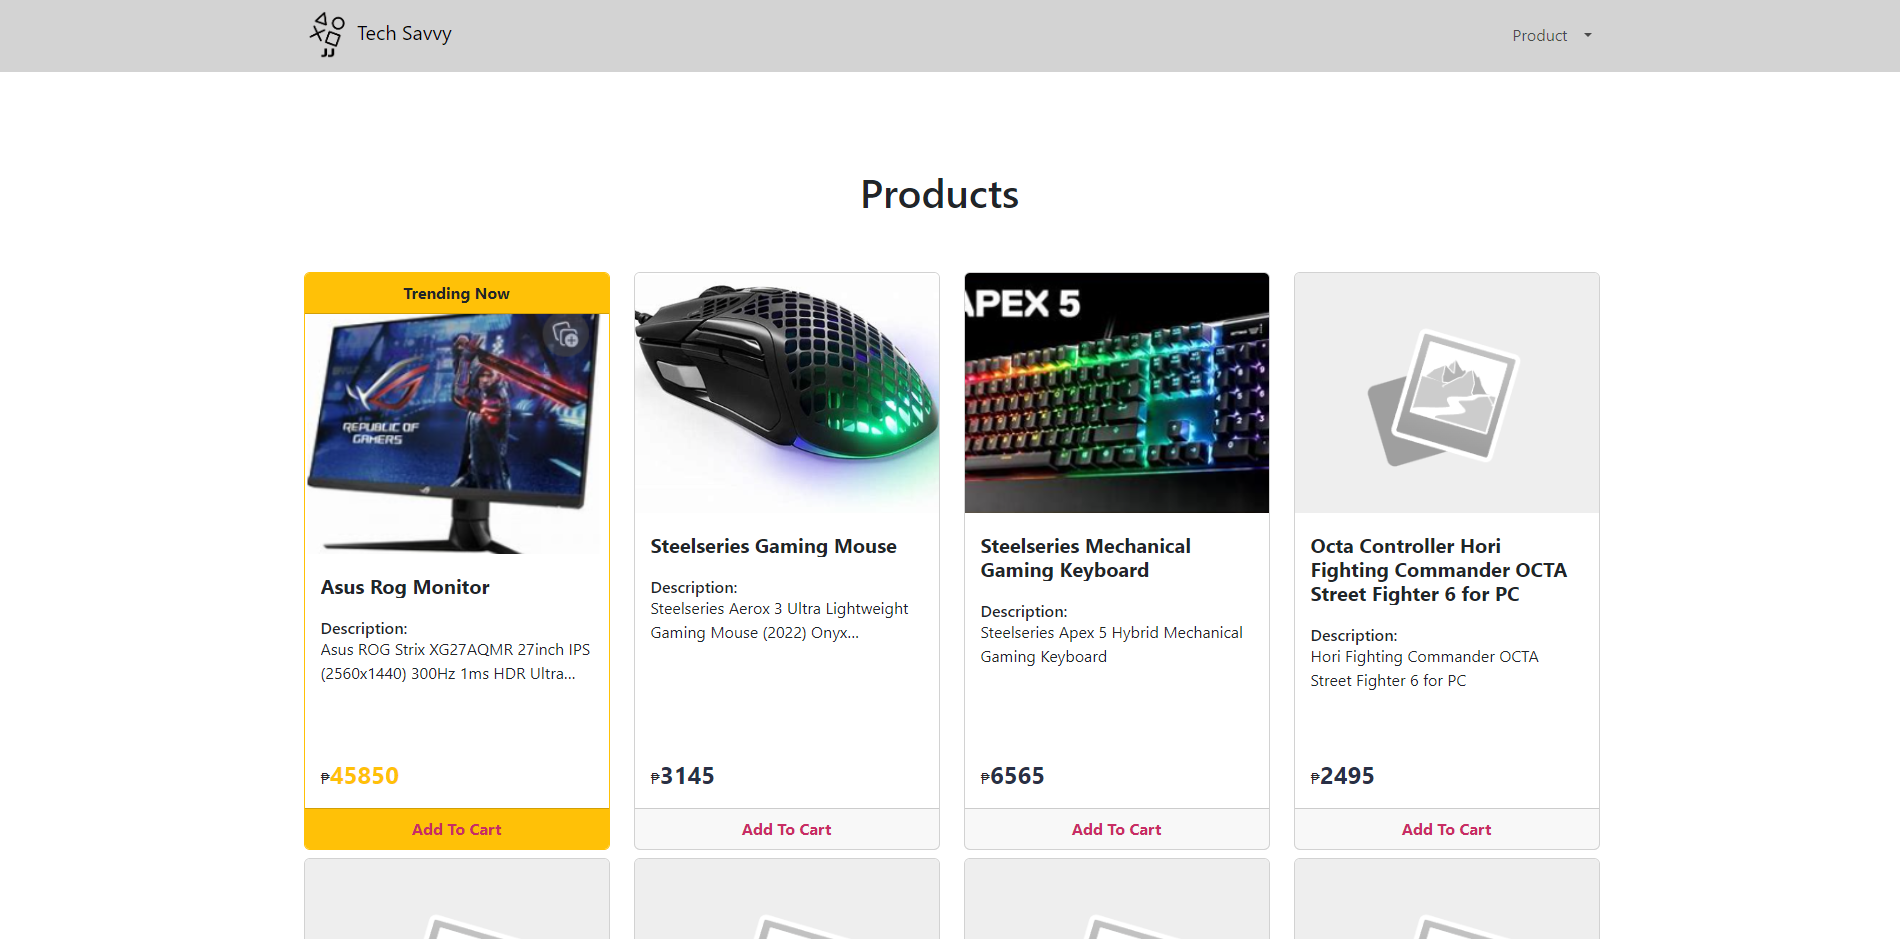 Tech Savvy
Product
Products
Trending Now
REPUBLIC OF
GAMERS
Asus Rog Monitor
Description:
Asus ROG Strix XG27AQMR 27inch IPS
(2560x1440) 300Hz 1ms HDR Ultra...
₱45850
Add To Cart
Steelseries Gaming Mouse
Description:
Steelseries Aerox 3 Ultra Lightweight
Gaming Mouse (2022) Onyx...
₱3145
Add To Cart
APEX 5
Steelseries Mechanical
Gaming Keyboard
Description:
Steelseries Apex 5 Hybrid Mechanical
Gaming Keyboard
₱6565
Add To Cart
Octa Controller Hori
Fighting Commander OCTA
Street Fighter 6 for PC
Description:
Hori Fighting Commander OCTA
Street Fighter 6 for PC
₱2495
Add To Cart